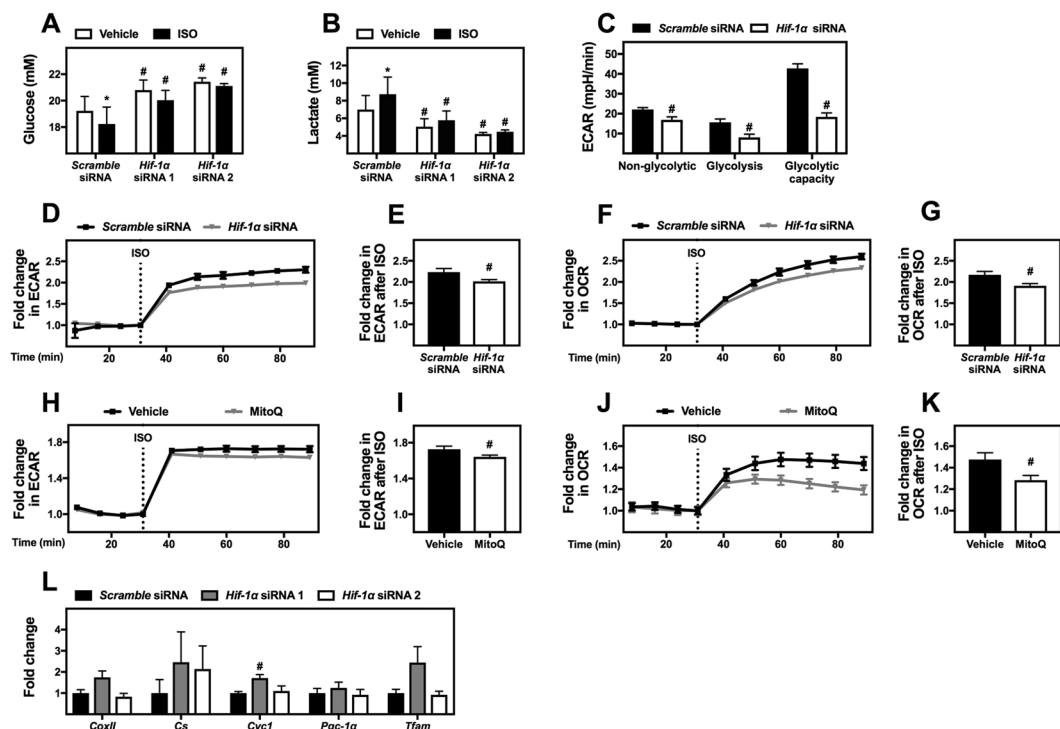 A
Vehicle ISO
Glucose (mM)
22
20
18
* # # # #
Scramble siRNA
Hif-1α siRNA 1
Hif-1α siRNA 2
B
Vehicle ISO
Lactate (mM)
12
10
8
6
4
* # # # #
Scramble siRNA
Hif-1α siRNA 1
Hif-1α siRNA 2
C
Scramble siRNA Hif-1α siRNA
ECAR (mpH/min)
60
40
20
# # #
Non-glycolytic Glycolysis Glycolytic capacity
D
Scramble siRNA Hif-1α siRNA
ISO
Fold change in ECAR
2.5
2.0
1.5
1.0
Time (min) 20 40 60 80
E
Fold change in ECAR after ISO
2.5
2.0
1.5
1.0
#
Scramble siRNA
Hif-1α siRNA
F
Scramble siRNA Hif-1α siRNA
ISO
Fold change in OCR
2.5
2.0
1.5
1.0
Time (min) 20 40 60 80
G
Fold change in OCR after ISO
2.5
2.0
1.5
1.0
#
Scramble siRNA
Hif-1α siRNA
H
Vehicle MitoQ
ISO
Fold change in ECAR
1.8
1.4
1.0
Time (min) 20 40 60 80
I
Fold change in ECAR after ISO
1.8
1.4
1.0
#
Vehicle MitoQ
J
Vehicle MitoQ
ISO
Fold change in OCR
1.6
1.4
1.2
1.0
Time (min) 20 40 60 80
K
Fold change in OCR after ISO
1.6
1.4
1.2
1.0
#
Vehicle MitoQ
L
Scramble siRNA Hif-1α siRNA 1 Hif-1α siRNA 2
Fold change
4
3
2
1
#
CoxII Cs Cyc1 Pgc-1α Tfam